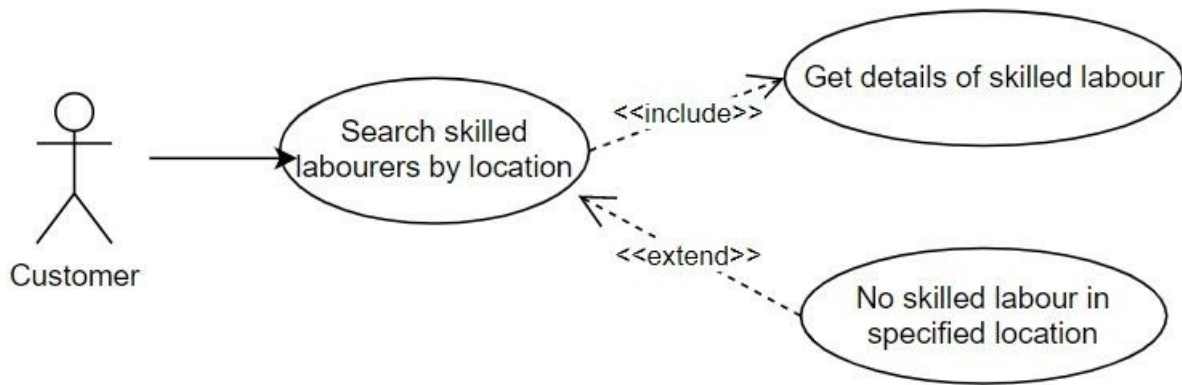 Get details of skilled labour
<<include>>
Search skilled
labourers by location
Customer
<<extend>>
No skilled labour in
specified location